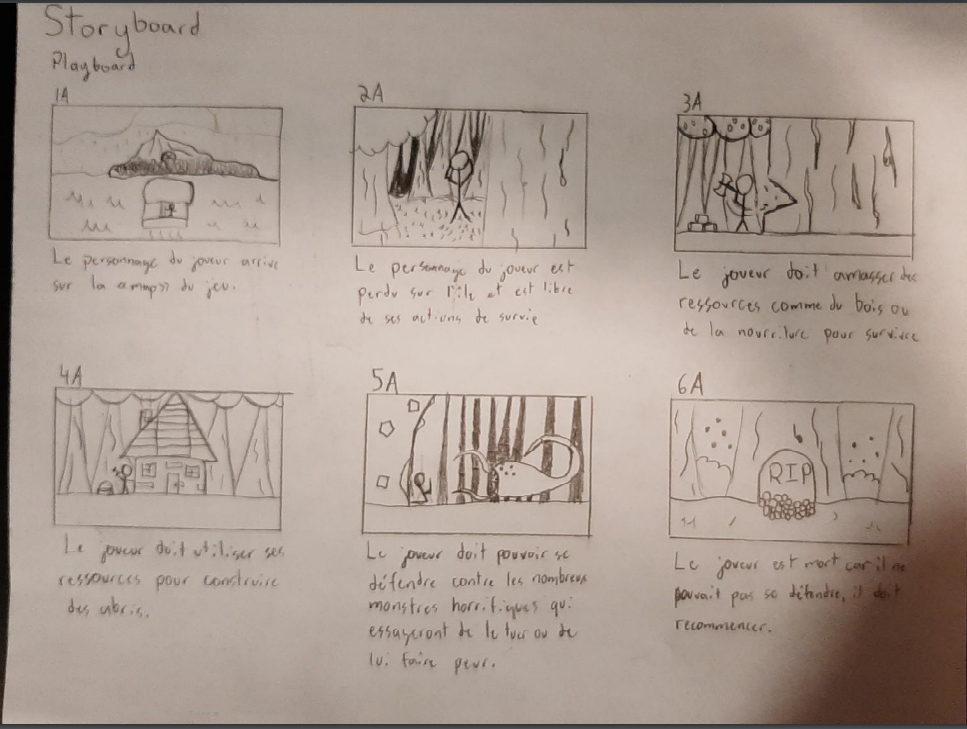 Storyboard
Playboard
1A
Le personnage du joueur arrive
sur la «map» du jeu.
2A
Le personnage du joueur est
perdu sur l'île et est libre
de ses actions de survie
3A
Le joueur doit amasser des
ressources comme du bois ou
de la nourriture pour survivre
4A
Le joueur doit utiliser ses
ressources pour construire
des abris.
5A
Le joueur doit pouvoir se
défendre contre les nombreux
monstres horrifiques qui
essayeront de le tuer ou de
lui faire peur.
6A
RIP
Le joueur est mort car il ne
pouvait pas se défendre, il doit
recommencer.